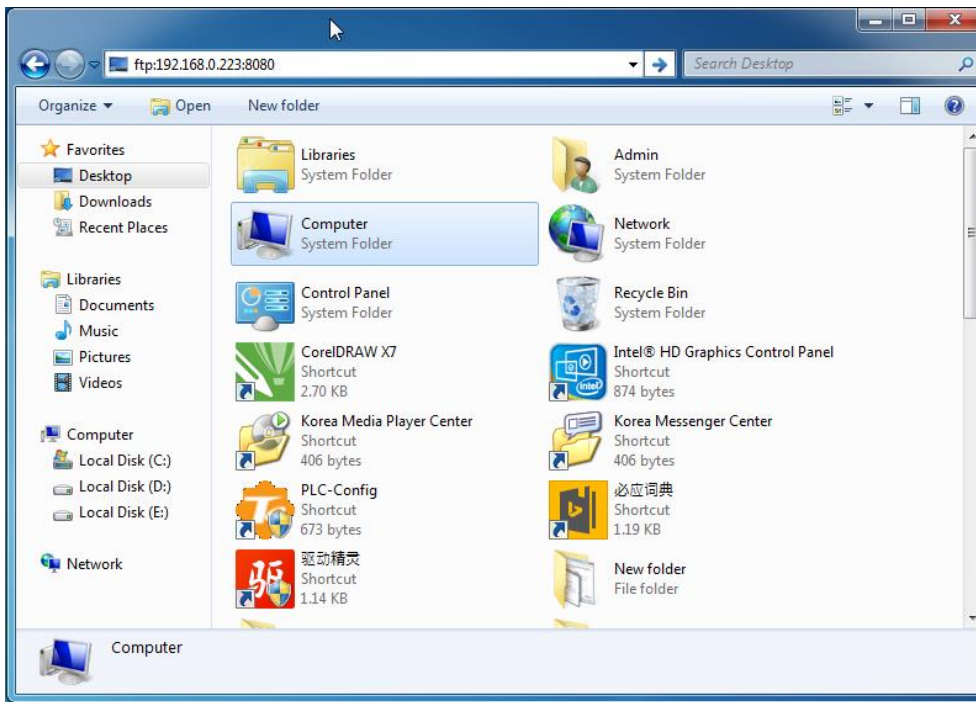 ftp:192.168.0.223:8080
Search Desktop
Organize
Open
New folder
Favorites
Desktop
Downloads
Recent Places
Libraries
Documents
Music
Pictures
Videos
Computer
Local Disk (C:)
Local Disk (D:)
Local Disk (E:)
Network
Libraries
System Folder
Admin
System Folder
Computer
System Folder
Network
System Folder
Control Panel
System Folder
Recycle Bin
System Folder
CorelDRAW X7
Shortcut
2.70 KB
Intel® HD Graphics Control Panel
Shortcut
874 bytes
Korea Media Player Center
Shortcut
406 bytes
Korea Messenger Center
Shortcut
406 bytes
PLC-Config
Shortcut
673 bytes
必应词典
Shortcut
1.19 KB
驱动精灵
Shortcut
1.14 KB
New folder
File folder
Computer